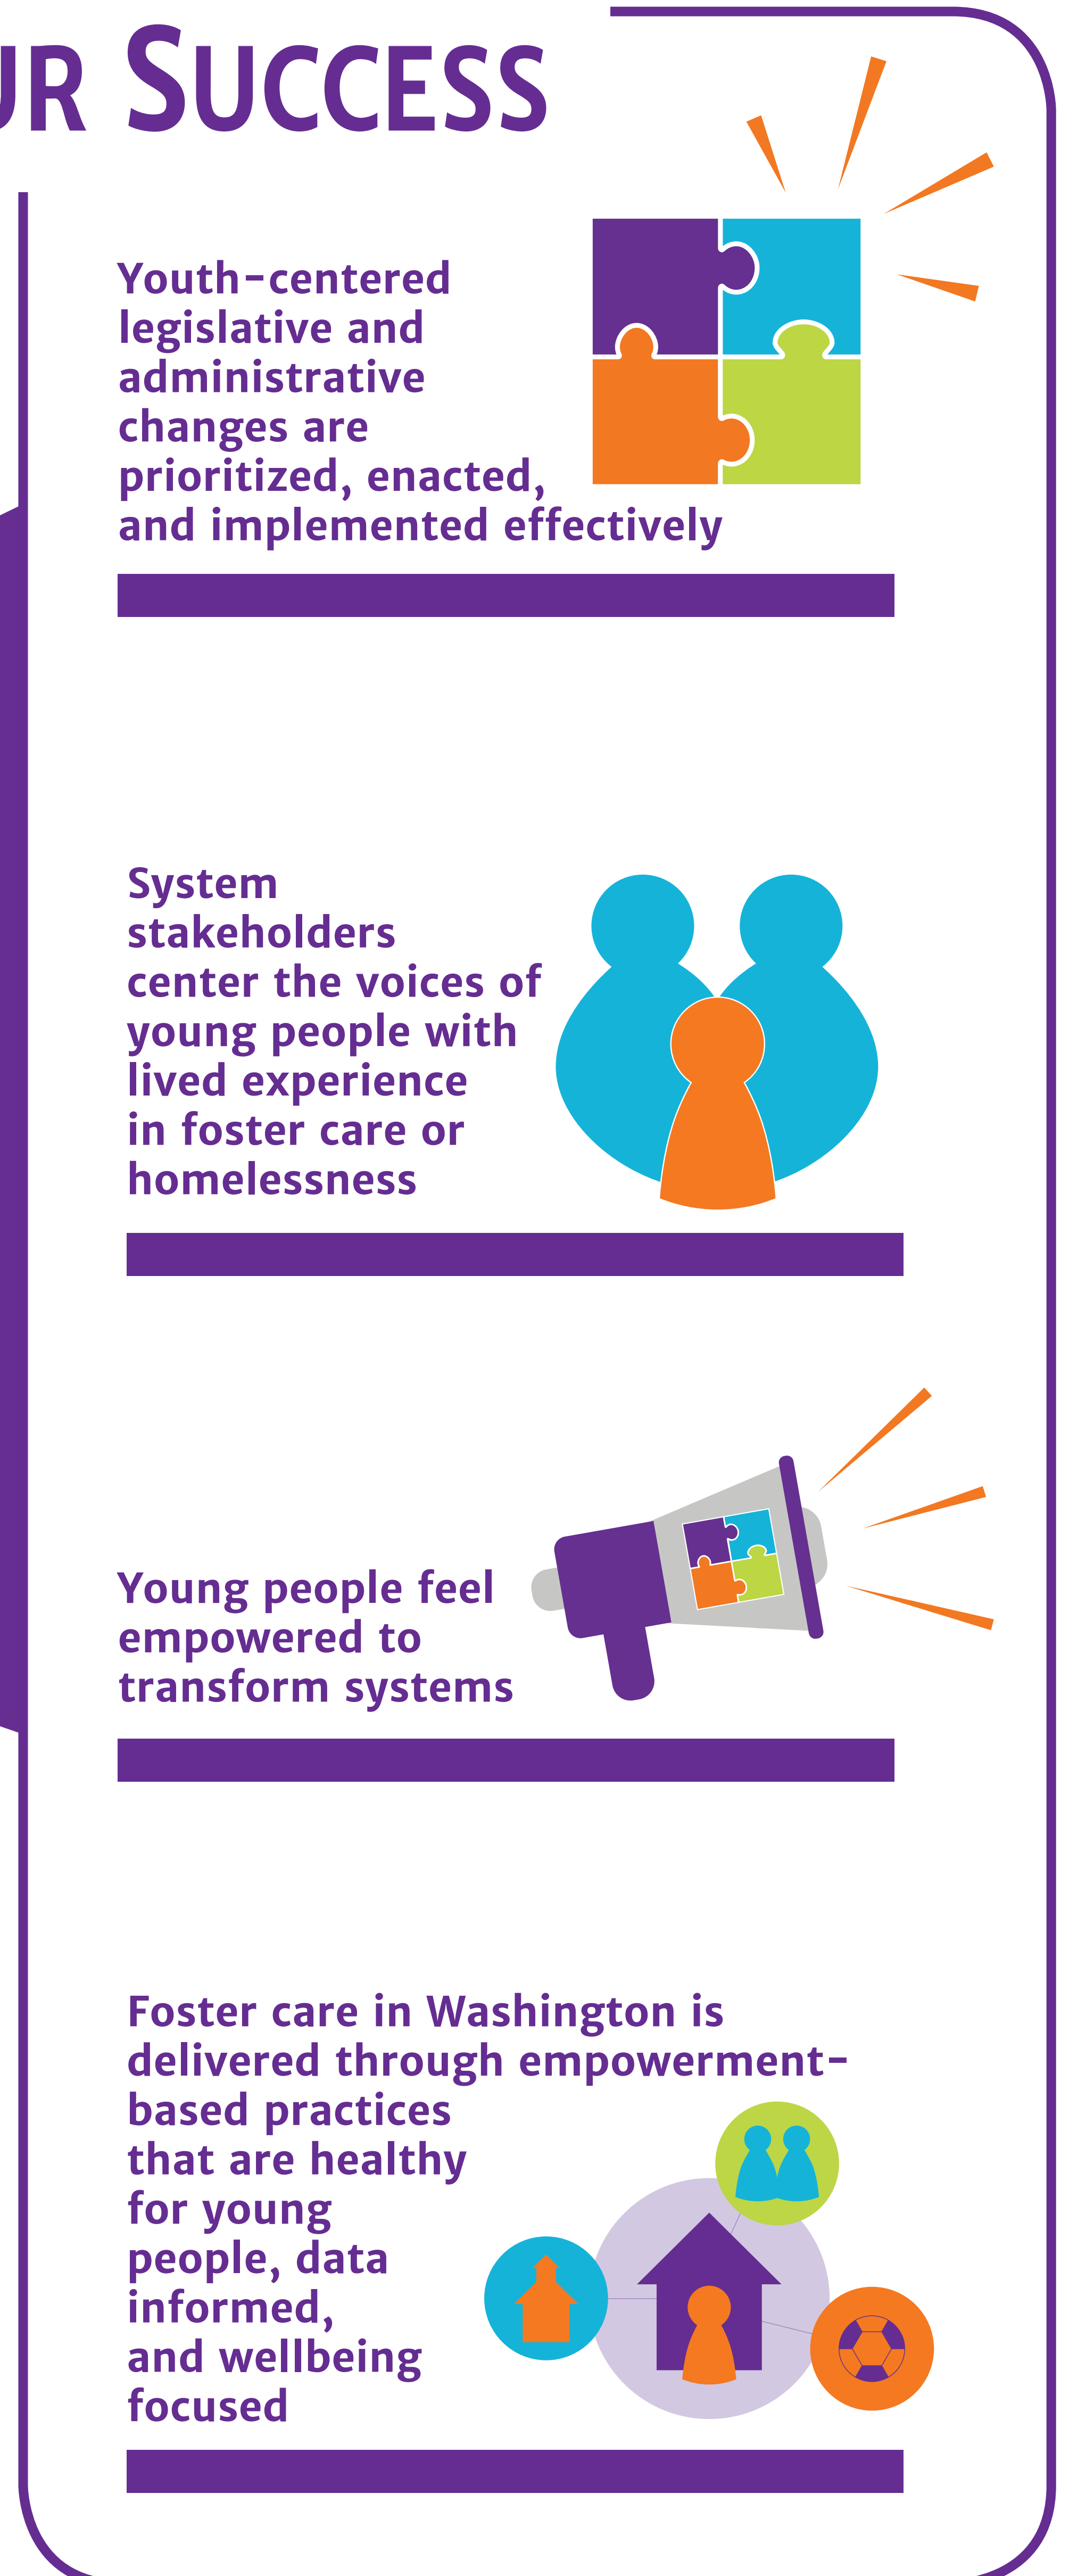 UR SUCCESS
Youth-centered
legislative and
administrative
changes are
prioritized, enacted,
and implemented effectively
System
stakeholders
center the voices of
young people with
lived experience
in foster care or
homelessness
Young people feel
empowered to
transform systems
Foster care in Washington is
delivered through empowerment-
based practices
that are healthy
for young
people, data
informed,
and wellbeing
focused